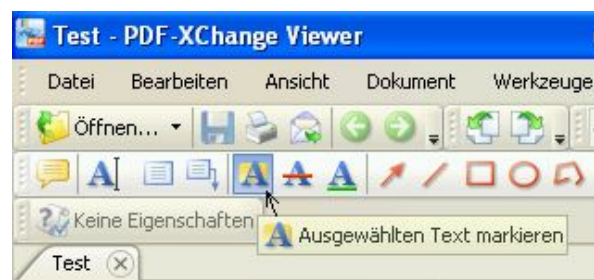 Test - PDF-XChange Viewer
Datei Bearbeiten Ansicht Dokument Werkzeuge
Öffnen...
Keine Eigenschaften
Ausgewählten Text markieren
Test